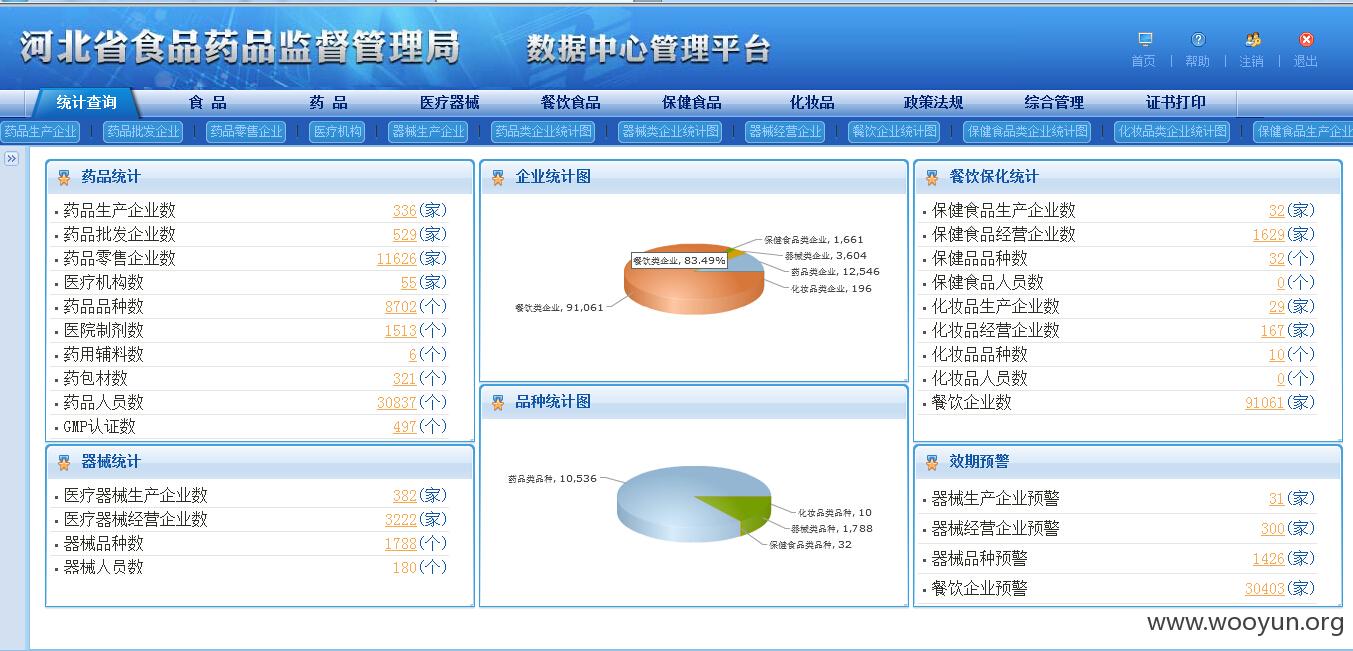 河北省食品药品监督管理局 数据中心管理平台
首页 帮助 注销 退出
统计查询 食 品 药 品 医疗器械 餐饮食品 保健食品 化妆品 政策法规 综合管理 证书打印
药品生产企业 药品批发企业 药品零售企业 医疗机构 器械生产企业 药品类企业统计图 器械类企业统计图 器械经营企业 餐饮企业统计图 保健食品类企业统计图 化妆品类企业统计图 保健食品生产企业
药品统计
药品生产企业数 336(家)
药品批发企业数 529(家)
药品零售企业数 11626(家)
医疗机构数 55(家)
药品品种数 8702(个)
医院制剂数 1513(个)
药用辅料数 6(个)
药包材数 321(个)
药品人员数 30837(个)
GMP认证数 497(个)
器械统计
医疗器械生产企业数 382(家)
医疗器械经营企业数 3222(家)
器械品种数 1788(个)
器械人员数 180(个)
企业统计图
保健食品类企业, 1,661
器械类企业, 3,604
餐饮类企业, 83.49%
药品类企业, 12,546
化妆品类企业, 196
餐饮类企业, 91,061
品种统计图
药品类品种, 10,536
化妆品类品种, 10
器械类品种, 1,788
保健食品类品种, 32
餐饮保化统计
保健食品生产企业数 32(家)
保健食品经营企业数 1629(家)
保健品品种数 32(个)
保健食品人员数 0(个)
化妆品生产企业数 29(家)
化妆品经营企业数 167(家)
化妆品品种数 10(个)
化妆品人员数 0(个)
餐饮企业数 91061(家)
效期预警
器械生产企业预警 31(家)
器械经营企业预警 300(家)
器械品种预警 1426(家)
餐饮企业预警 30403(家)
www.wooyun.org